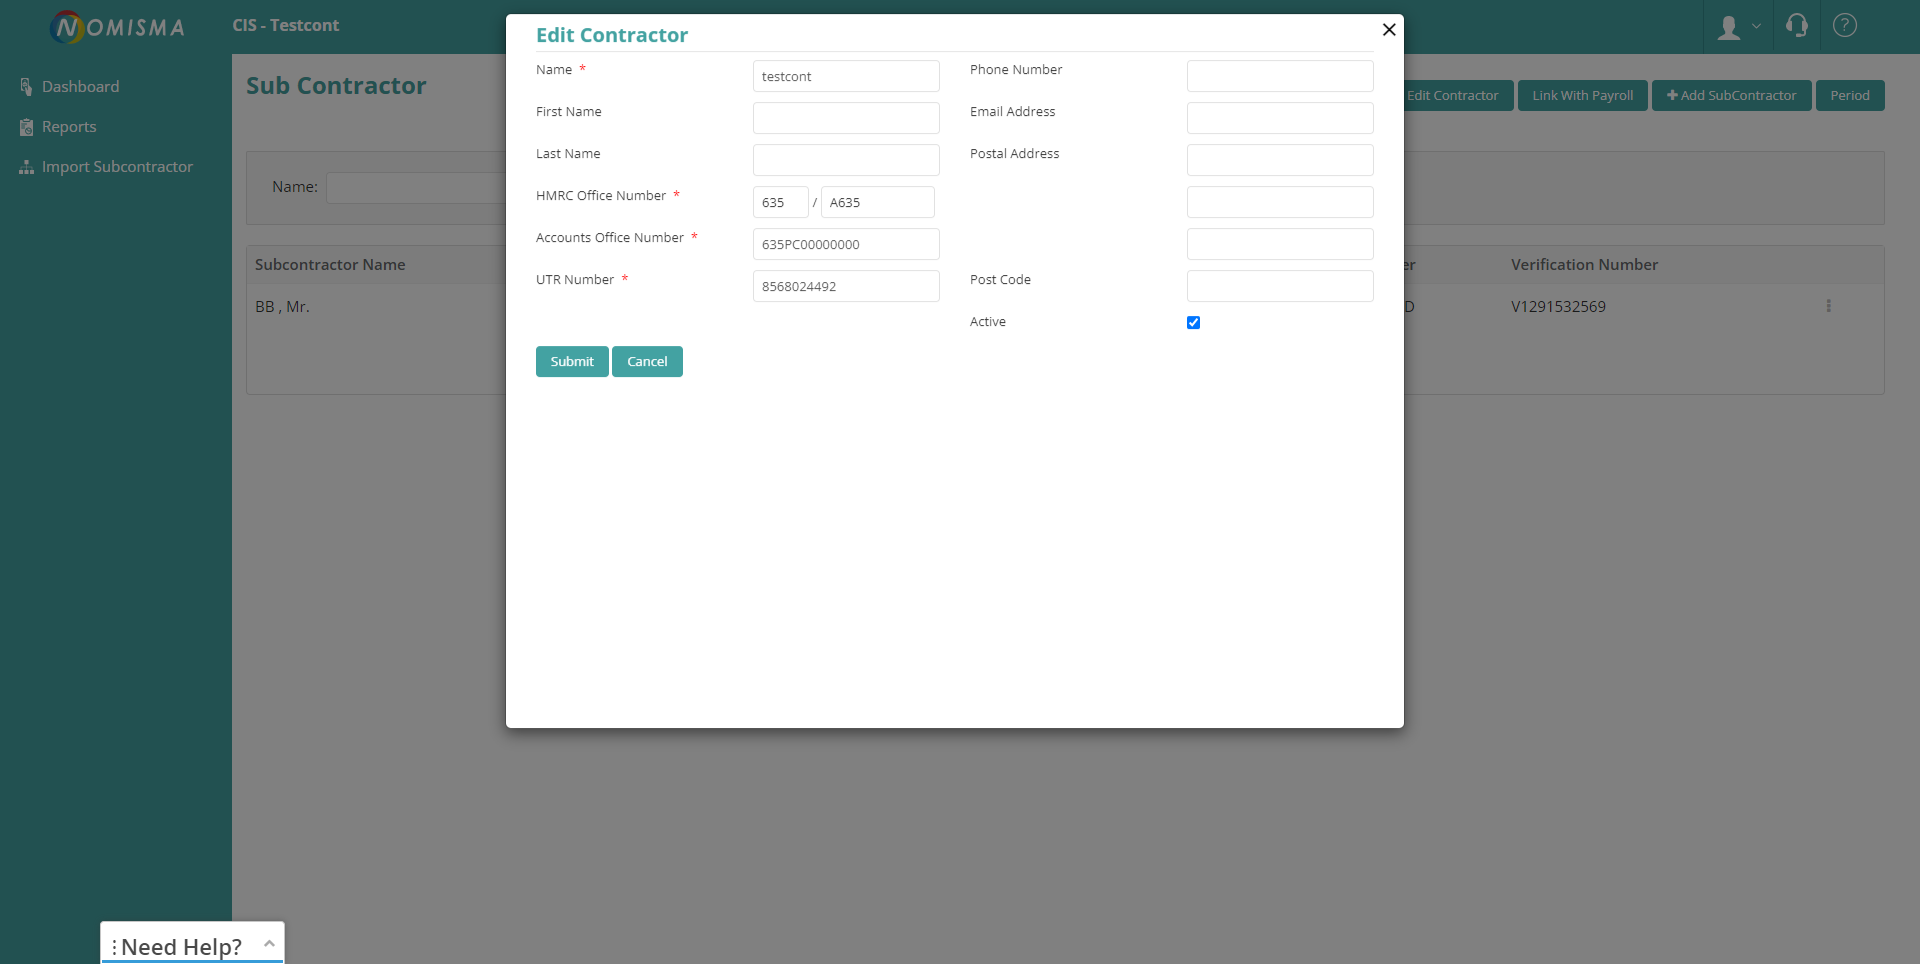 NOMISMA
CIS - Testcont
Dashboard
Reports
Import Subcontractor
Sub Contractor
Edit Contractor
Link With Payroll
Add SubContractor
Period
Name:
Subcontractor Name
er
Verification Number
BB , Mr.
D
V1291532569
Edit Contractor
Name *
testcont
Phone Number
First Name
Email Address
Last Name
Postal Address
HMRC Office Number *
635 / A635
Accounts Office Number *
635PC00000000
UTR Number *
8568024492
Post Code
Active
Submit
Cancel
Need Help?